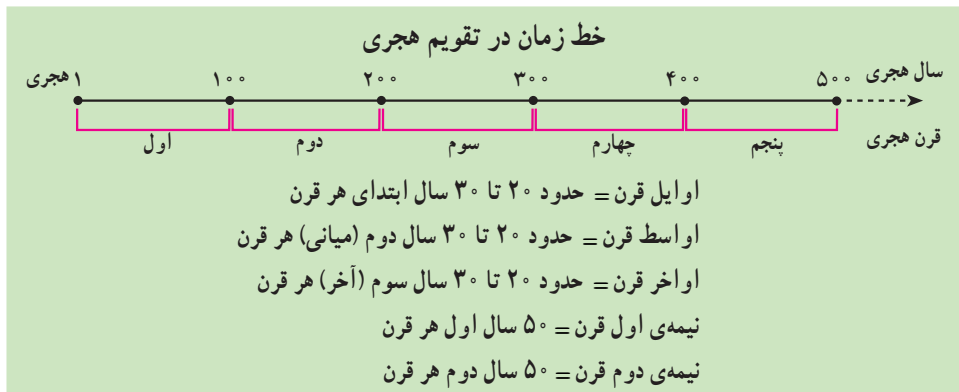 خط زمان در تقویم هجری
هجری ۱ ۱۰۰ ۲۰۰ ۳۰۰ ۴۰۰ ۵۰۰ سال هجری
اول دوم سوم چهارم پنجم قرن هجری
اوایل قرن = حدود ۲۰ تا ۳۰ سال ابتدای هر قرن
اواسط قرن = حدود ۲۰ تا ۳۰ سال دوم (میانی) هر قرن
اواخر قرن = حدود ۲۰ تا ۳۰ سال سوم (آخر) هر قرن
نیمه‌ی اول قرن = ۵۰ سال اول هر قرن
نیمه‌ی دوم قرن = ۵۰ سال دوم هر قرن